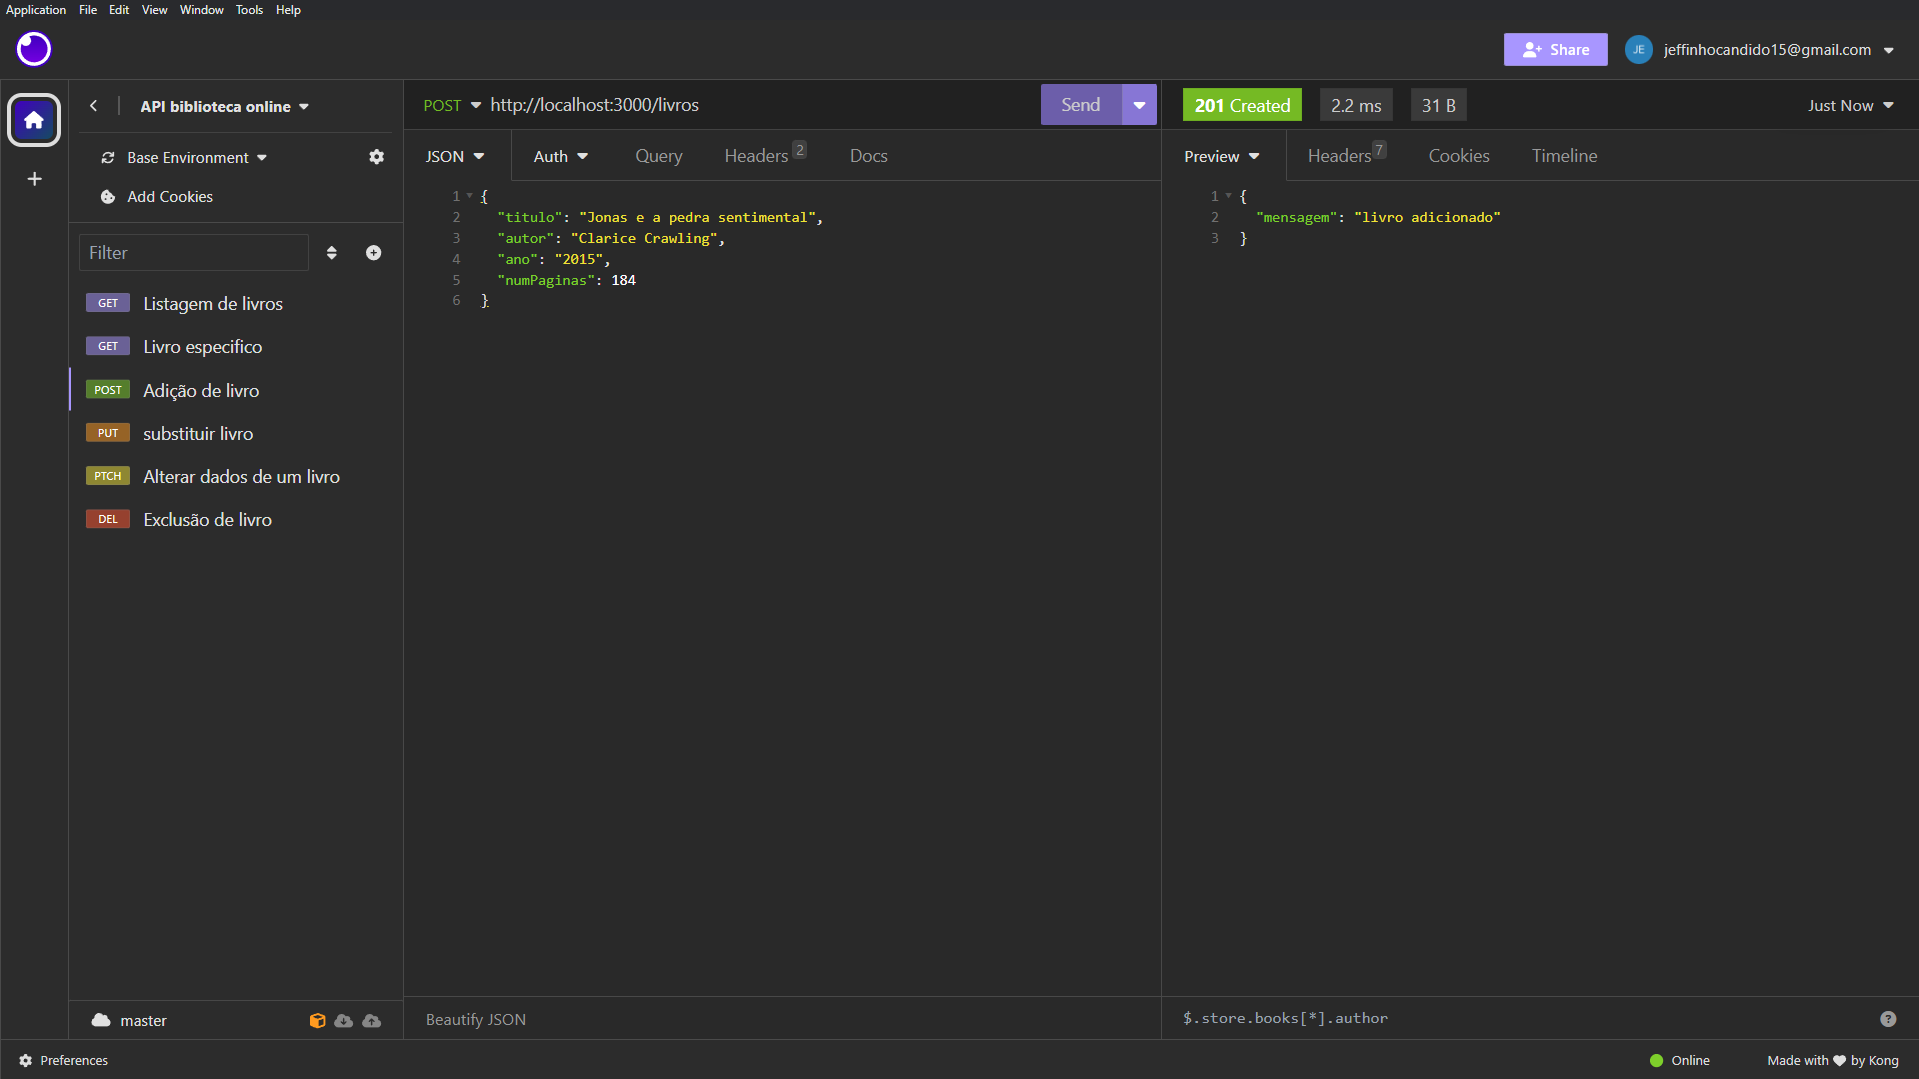 Application File Edit View Window Tools Help
Share JE jeffinhocandido15@gmail.com
API biblioteca online
Base Environment
Add Cookies
Filter
GET Listagem de livros
GET Livro especifico
POST Adição de livro
PUT substituir livro
PTCH Alterar dados de um livro
DEL Exclusão de livro
master
POST http://localhost:3000/livros Send
JSON Auth Query Headers 2 Docs
1 {
2 "titulo": "Jonas e a pedra sentimental",
3 "autor": "Clarice Crawling",
4 "ano": "2015",
5 "numPaginas": 184
6 }
Beautify JSON
201 Created 2.2 ms 31 B Just Now
Preview Headers 7 Cookies Timeline
1 {
2 "mensagem": "livro adicionado"
3 }
$.store.books[*].author
Preferences
Online Made with ❤ by Kong